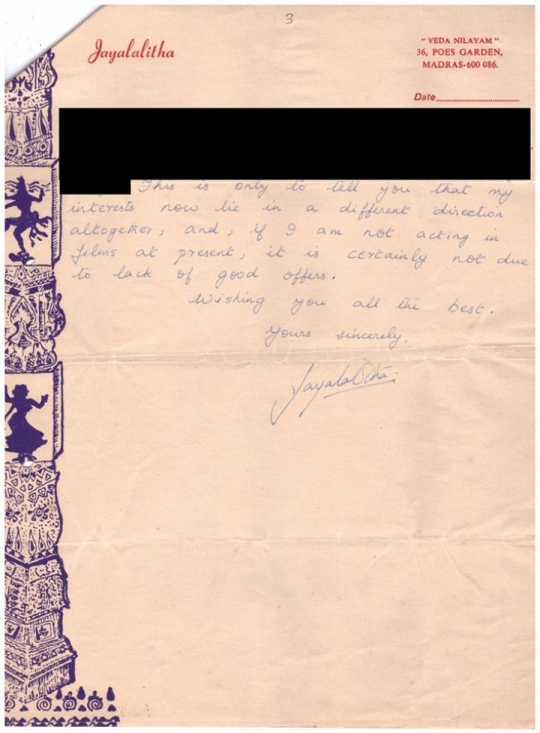 3
Jayalalitha
" VEDA NILAYAM "
36, POES GARDEN,
MADRAS-600 086.
Date
This is only to tell you that my
interests now lie in a different direction
altogether, and, if I am not acting in
films at present, it is certainly not due
to lack of good offers.
Wishing you all the best.
Yours sincerely,
Jayalalitha.